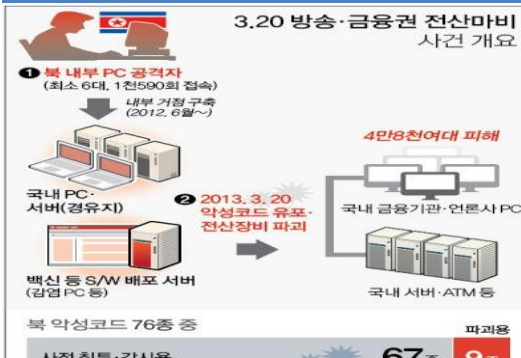 3.20 방송·금융권 전산마비
사건 개요
❶ 북 내부 PC 공격자
(최소 6대, 1천590회 접속)
내부 거점 구축
(2012. 6월~)
국내 PC·
서버(경유지)
❷ 2013. 3. 20
악성코드 유포·
전산장비 파괴
4만8천여대 피해
국내 금융기관·언론사 PC
백신 등 S/W 배포 서버
(감염 PC 등)
국내 서버·ATM 등
북 악성코드 76종 중
파괴용
사전 침투·감시용
67종
9종